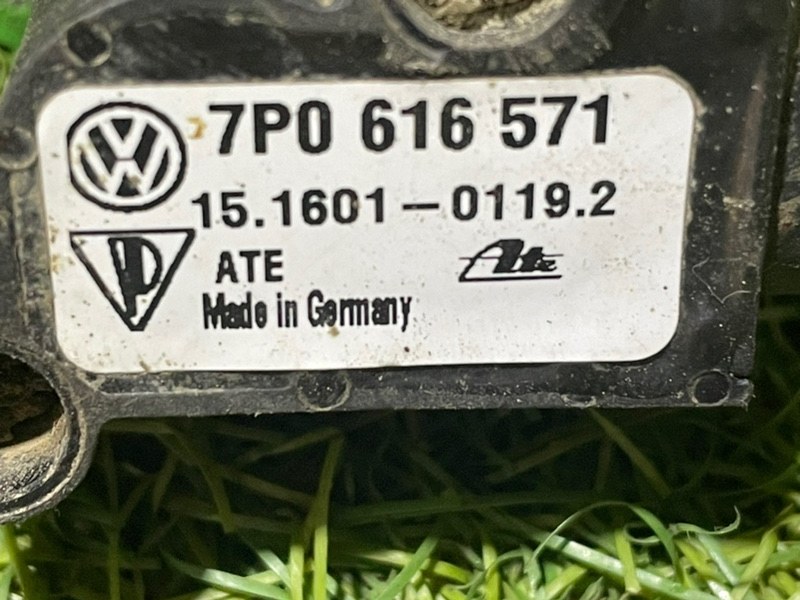 7P0 616 571
15.1601-0119.2
ATE Ate
Made in Germany